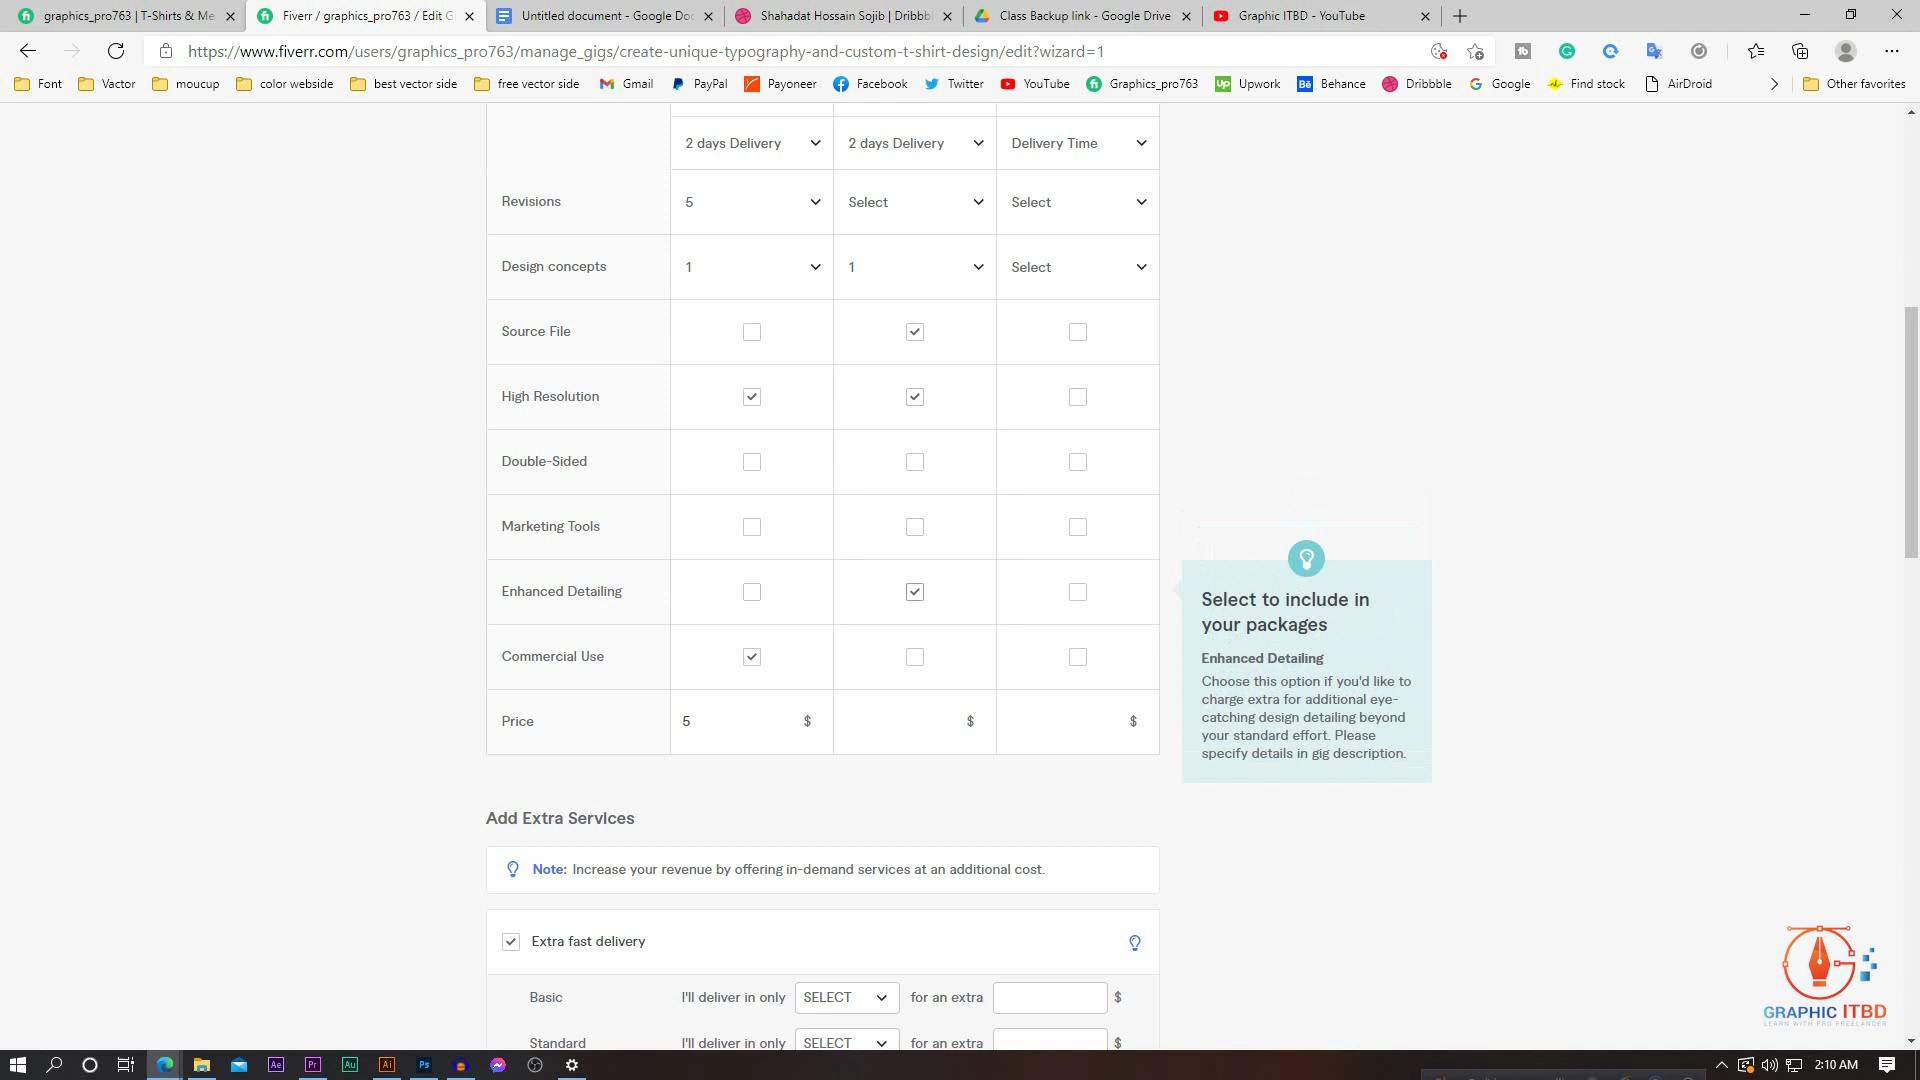 graphics_pro763 | T-Shirts & Me
Fiverr / graphics_pro763 / Edit G
Untitled document - Google Doc
Shahadat Hossain Sojib | Dribbbl
Class Backup link - Google Drive
Graphic ITBD - YouTube
https://www.fiverr.com/users/graphics_pro763/manage_gigs/create-unique-typography-and-custom-t-shirt-design/edit?wizard=1
Font
Vactor
moucup
color webside
best vector side
free vector side
Gmail
PayPal
Payoneer
Facebook
Twitter
YouTube
Graphics_pro763
Upwork
Behance
Dribbble
Google
Find stock
AirDroid
Other favorites
2 days Delivery
2 days Delivery
Delivery Time
Revisions
5
Select
Select
Design concepts
1
1
Select
Source File
High Resolution
Double-Sided
Marketing Tools
Enhanced Detailing
Commercial Use
Price
5
$
$
$
Select to include in
your packages
Enhanced Detailing
Choose this option if you'd like to
charge extra for additional eye-
catching design detailing beyond
your standard effort. Please
specify details in gig description.
Add Extra Services
Note: Increase your revenue by offering in-demand services at an additional cost.
Extra fast delivery
Basic
I'll deliver in only
SELECT
for an extra
$
Standard
I'll deliver in only
SELECT
for an extra
$
GRAPHIC ITBD
LEARN WITH PRO FREELANCER
2:10 AM